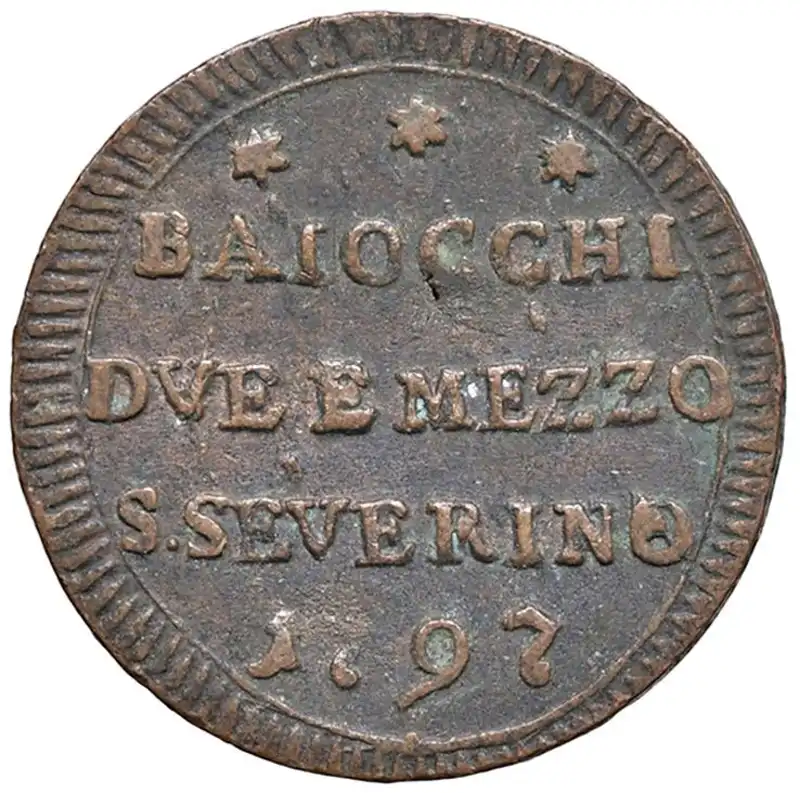 BAIOCCHI
DVE E MEZZO
S.SEVERINO
1797